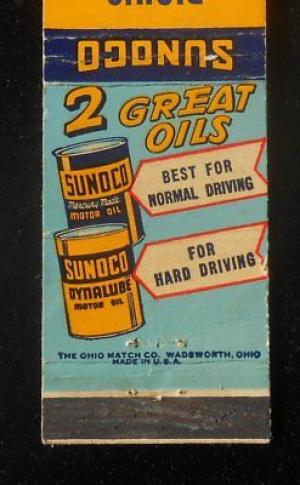 SUNOCO
2 GREAT
OILS
SUNOCO
Mercury Made
MOTOR OIL
BEST FOR
NORMAL DRIVING
SUNOCO
DYNALUBE
MOTOR OIL
FOR
HARD DRIVING
THE OHIO MATCH CO. WADSWORTH, OHIO
MADE IN U.S.A.